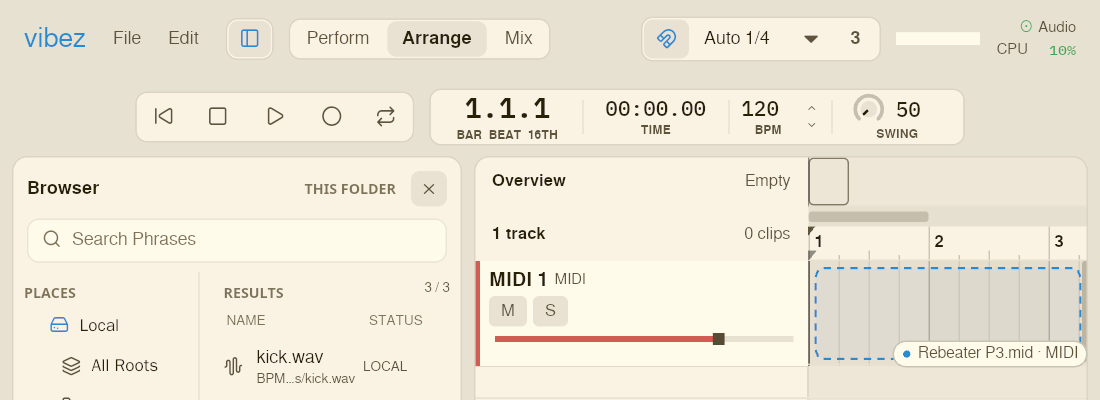 vibez File Edit Perform Arrange Mix Auto 1/4 3 Audio
CPU 10%
1.1.1 00:00.00 120 50
BAR BEAT 16TH TIME BPM SWING
Browser THIS FOLDER
Search Phrases
PLACES
Local
All Roots
RESULTS 3 / 3
NAME STATUS
kick.wav
BPM...s/kick.wav LOCAL
Overview Empty
1 track 0 clips
1 2 3
MIDI 1 MIDI
M S
Rebeater P3.mid · MIDI